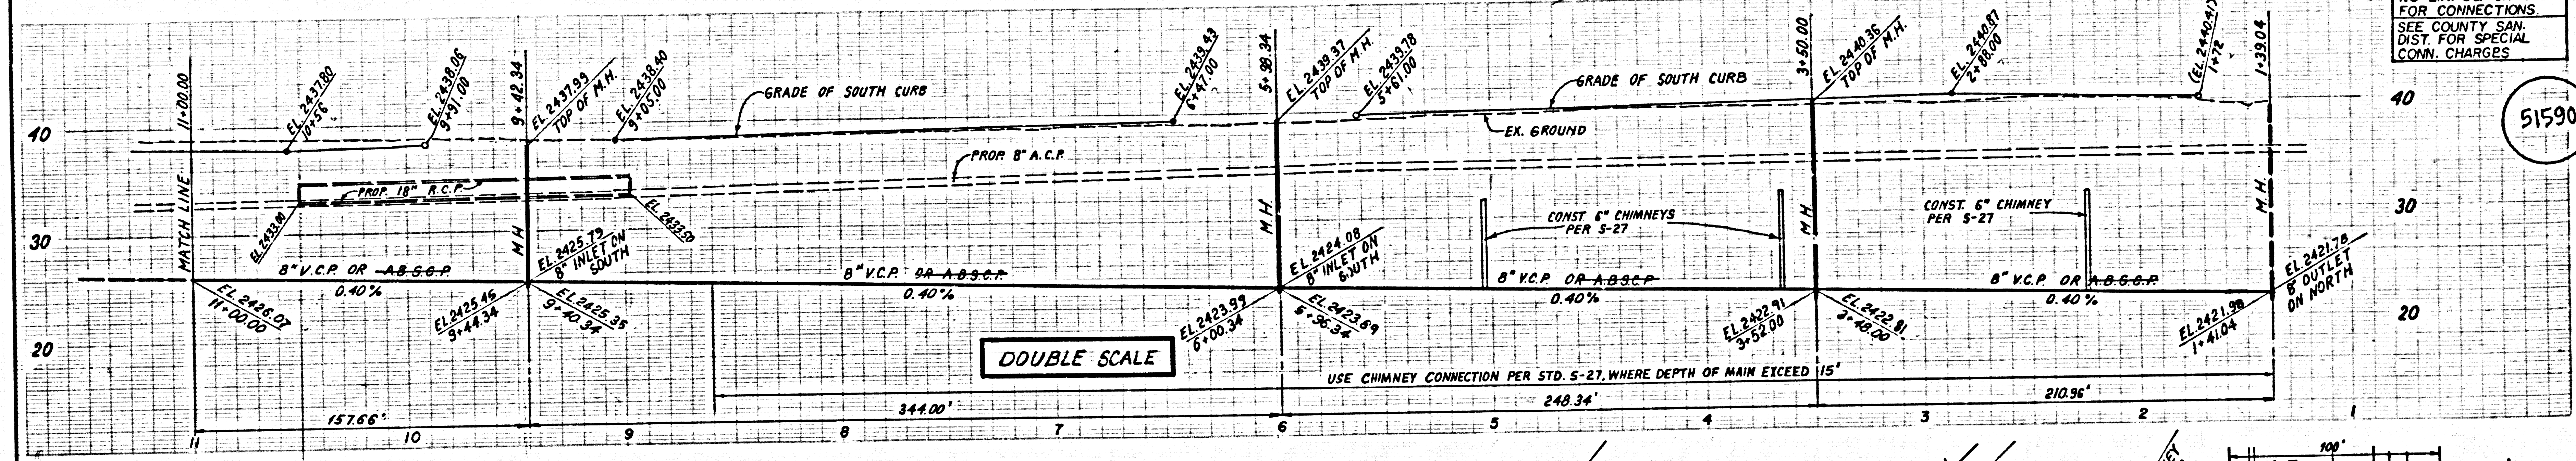 NO
FOR CONNECTIONS.
SEE COUNTY SAN.
DIST. FOR SPECIAL
CONN. CHARGES
51590
11+00.00
EL. 2437.80
10+56
EL. 2438.06
9+91.00
9+42.34
EL. 2437.99
TOP OF M.H.
EL. 2438.40
9+05.00
GRADE OF SOUTH CURB
EL. 2439.43
6+47.00
5+98.34
EL. 2439.37
TOP OF M.H.
EL. 2439.78
5+61.00
GRADE OF SOUTH CURB
EX. GROUND
3+50.00
EL. 2440.36
TOP OF M.H.
EL. 2440.87
2+88.00
(EL. 2440.41)
1+72
1+39.04
40
40
PROP. 8" A.C.P.
PROP. 18" R.C.P.
MATCH LINE
EL. 2433.00
EL. 2433.50
M.H.
M.H.
M.H.
M.H.
CONST. 6" CHIMNEYS
PER S-27
CONST. 6" CHIMNEY
PER S-27
30
30
EL. 2425.79
8" INLET ON
SOUTH
EL. 2424.08
8" INLET ON
SOUTH
EL. 2421.78
8" OUTLET
ON NORTH
8" V.C.P. OR A.B.S.C.P.
0.40%
8" V.C.P. OR A.B.S.C.P.
0.40%
8" V.C.P. OR A.B.S.C.P.
0.40%
8" V.C.P. OR A.B.S.C.P.
0.40%
EL. 2426.07
11+00.00
EL. 2425.45
9+44.34
EL. 2425.35
9+40.34
EL. 2423.99
6+00.34
EL. 2423.89
5+96.34
EL. 2422.91
3+52.00
EL. 2422.81
3+48.00
EL. 2421.98
1+41.04
20
20
DOUBLE SCALE
USE CHIMNEY CONNECTION PER STD. S-27, WHERE DEPTH OF MAIN EXCEED 15'
157.66'
344.00'
248.34'
210.96'
11
10
9
8
7
6
5
4
3
2
1
100'